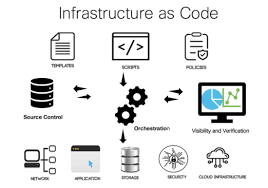 Infrastructure as Code
TEMPLATES
SCRIPTS
POLICIES
</>
Source Control
Orchestration
Visibility and Verification
NETWORK
APPLICATION
STORAGE
SECURITY
CLOUD INFRASTRUCTURE